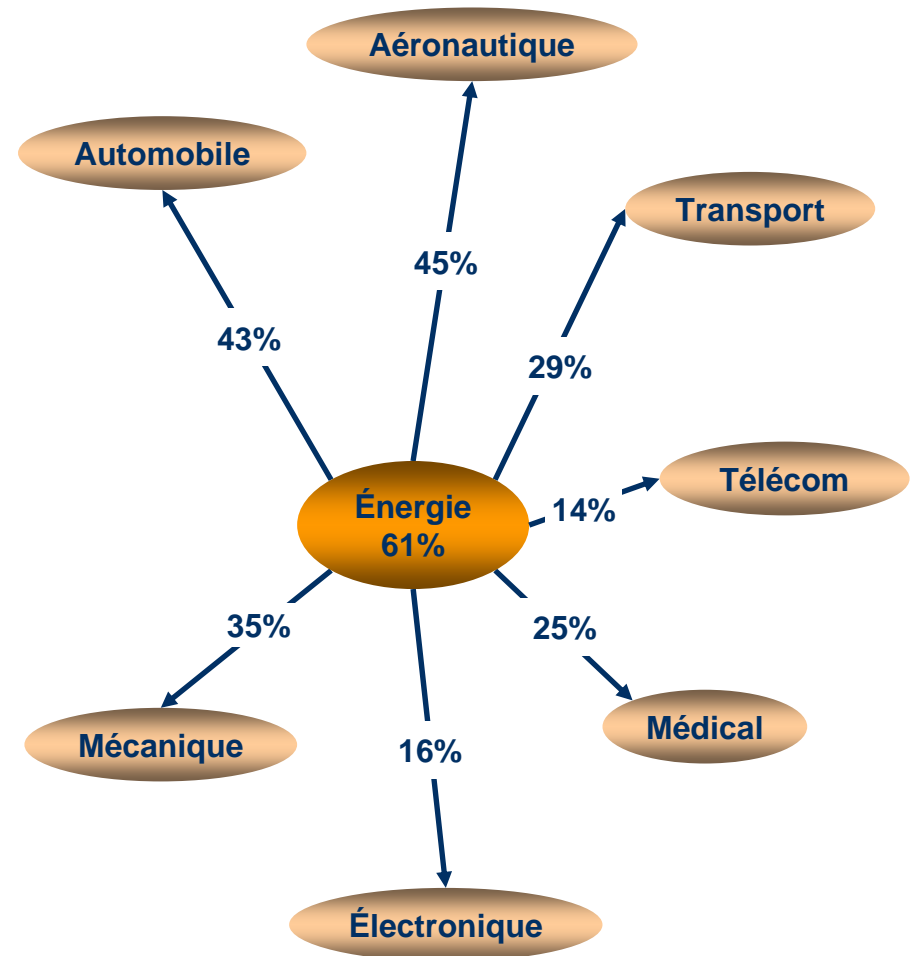 Aéronautique
Automobile
Transport
45%
43%
29%
Télécom
Énergie
61%
14%
35%
25%
Médical
Mécanique
16%
Électronique